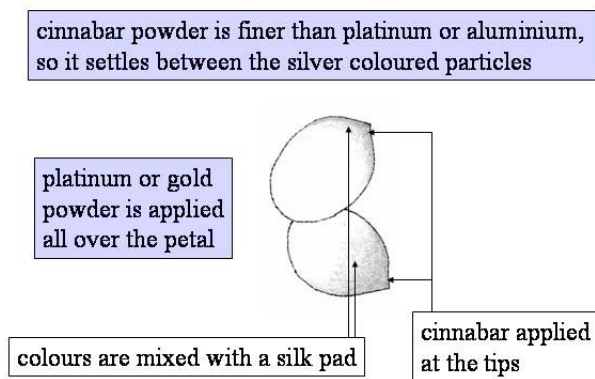 cinnabar powder is finer than platinum or aluminium,
so it settles between the silver coloured particles
platinum or gold
powder is applied
all over the petal
colours are mixed with a silk pad
cinnabar applied
at the tips